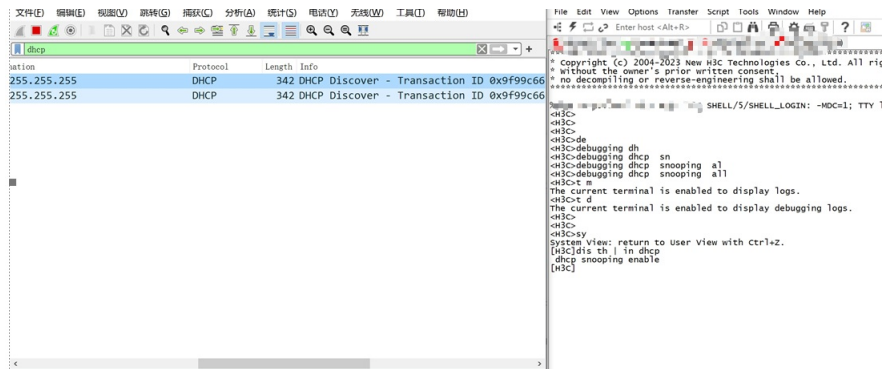 文件(F) 编辑(E) 视图(V) 跳转(G) 捕获(C) 分析(A) 统计(S) 电话(Y) 无线(W) 工具(T) 帮助(H)
dhcp
ation Protocol Length Info
255.255.255 DHCP 342 DHCP Discover - Transaction ID 0x9f99c66
255.255.255 DHCP 342 DHCP Discover - Transaction ID 0x9f99c66
File Edit View Options Transfer Script Tools Window Help
Enter host <Alt+R>
* Copyright (c) 2004-2023 New H3C Technologies Co., Ltd. All rig
* Without the owner's prior written consent,
* no decompiling or reverse-engineering shall be allowed.
SHELL/5/SHELL_LOGIN: -MDC=1; TTY l
<H3C>
<H3C>
<H3C>
<H3C>de
<H3C>debugging dh
<H3C>debugging dhcp sn
<H3C>debugging dhcp snooping al
<H3C>debugging dhcp snooping all
<H3C>t m
The current terminal is enabled to display logs.
<H3C>t d
The current terminal is enabled to display debugging logs.
<H3C>
<H3C>
<H3C>sy
System View: return to User View with Ctrl+Z.
[H3C]dis th | in dhcp
dhcp snooping enable
[H3C]